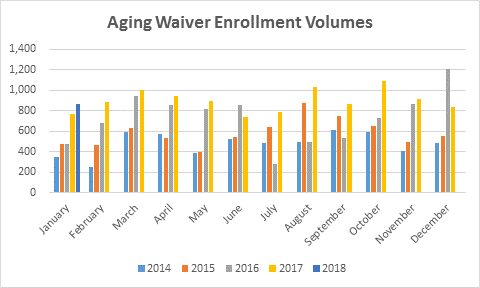 Aging Waiver Enrollment Volumes
1,400
1,200
1,000
800
600
400
200
0
January
February
March
April
May
June
July
August
September
October
November
December
2014 2015 2016 2017 2018